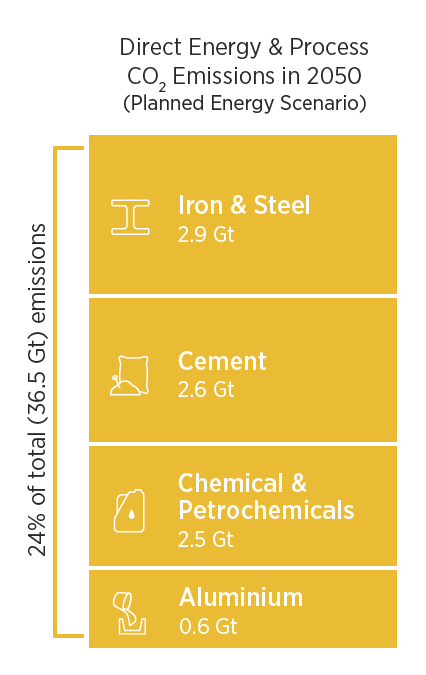 Direct Energy & Process
CO₂ Emissions in 2050
(Planned Energy Scenario)
24% of total (36.5 Gt) emissions
Iron & Steel
2.9 Gt
Cement
2.6 Gt
Chemical &
Petrochemicals
2.5 Gt
Aluminium
0.6 Gt